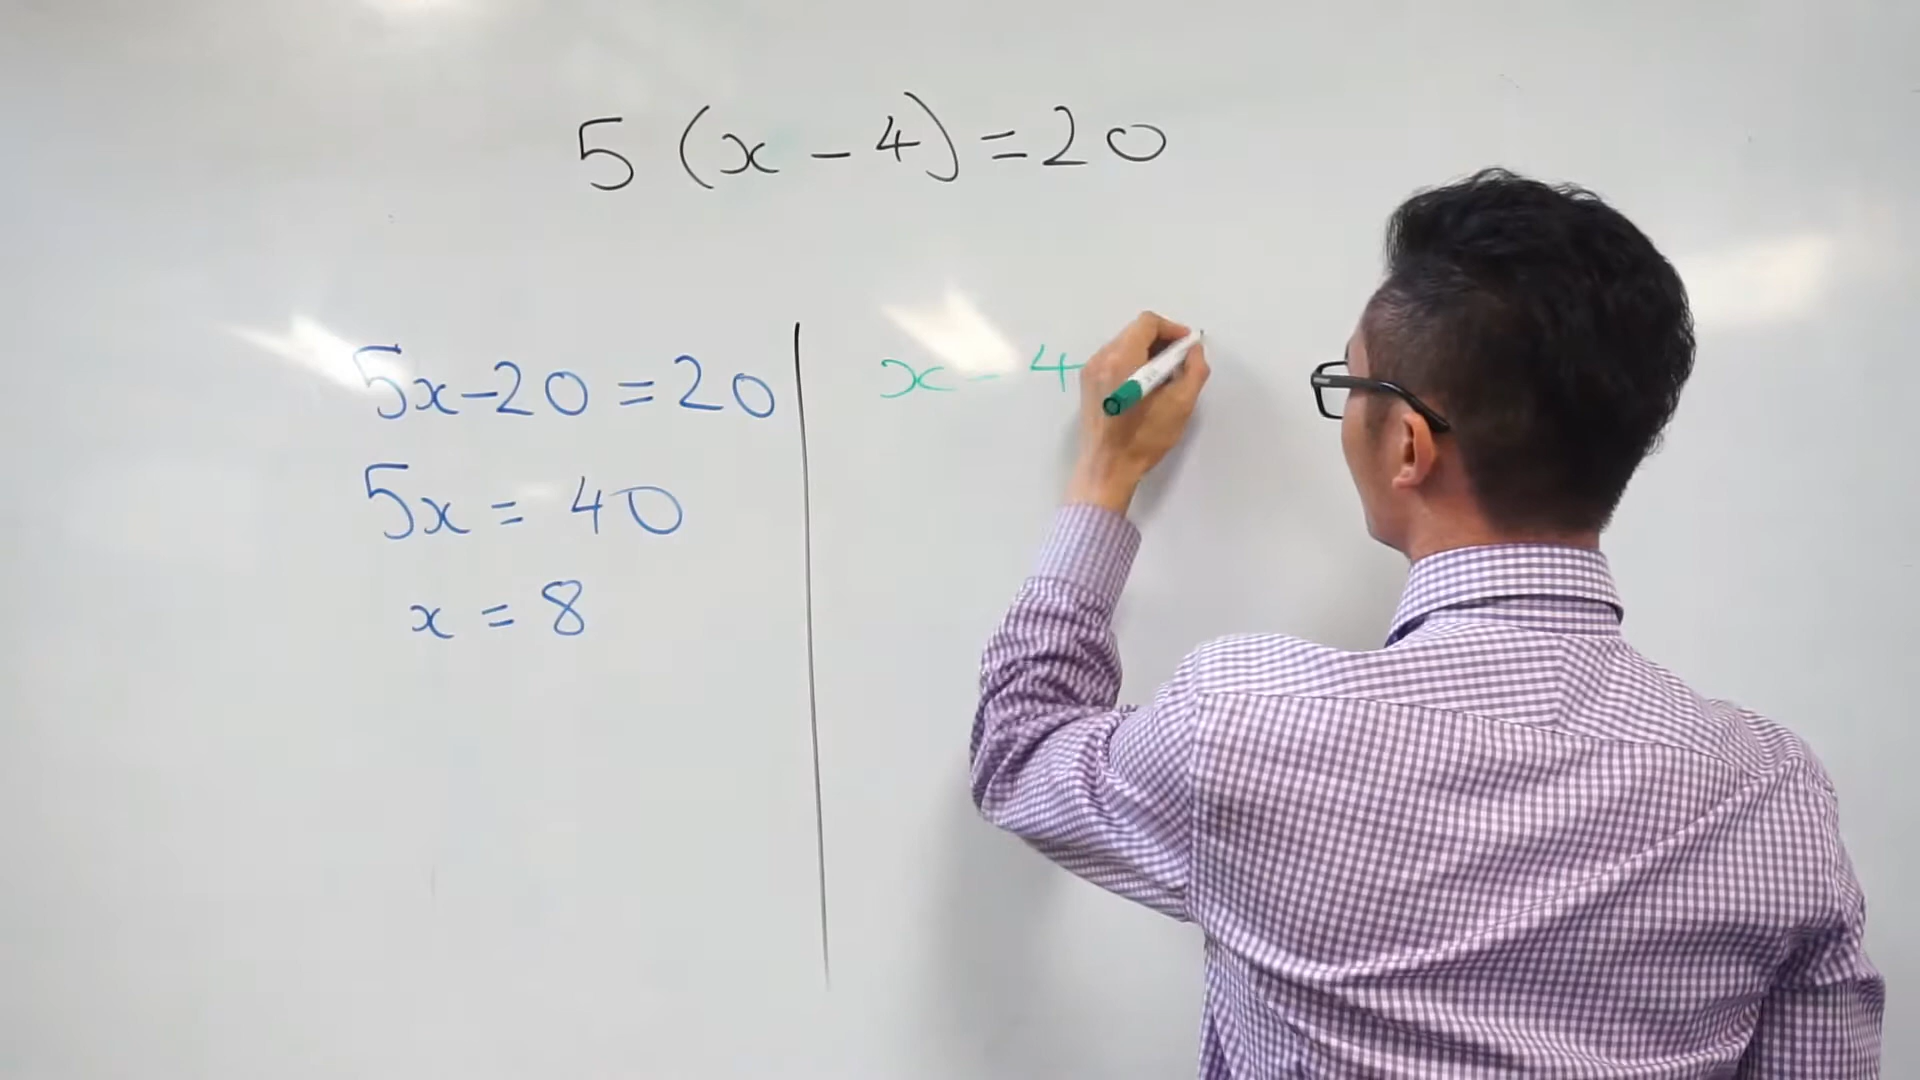 5 (x - 4) = 20
5x - 20 = 20
5x = 40
x = 8
x - 4